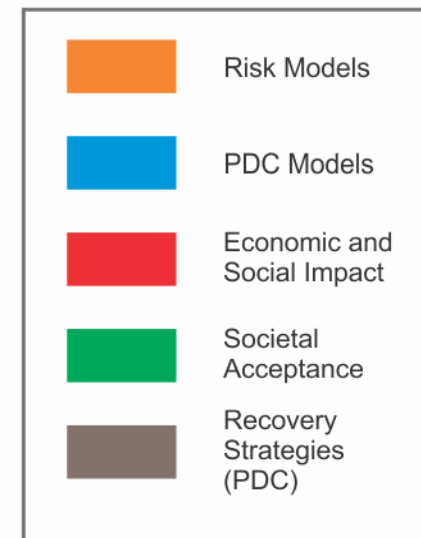 Risk Models
PDC Models
Economic and
Social Impact
Societal
Acceptance
Recovery
Strategies
(PDC)